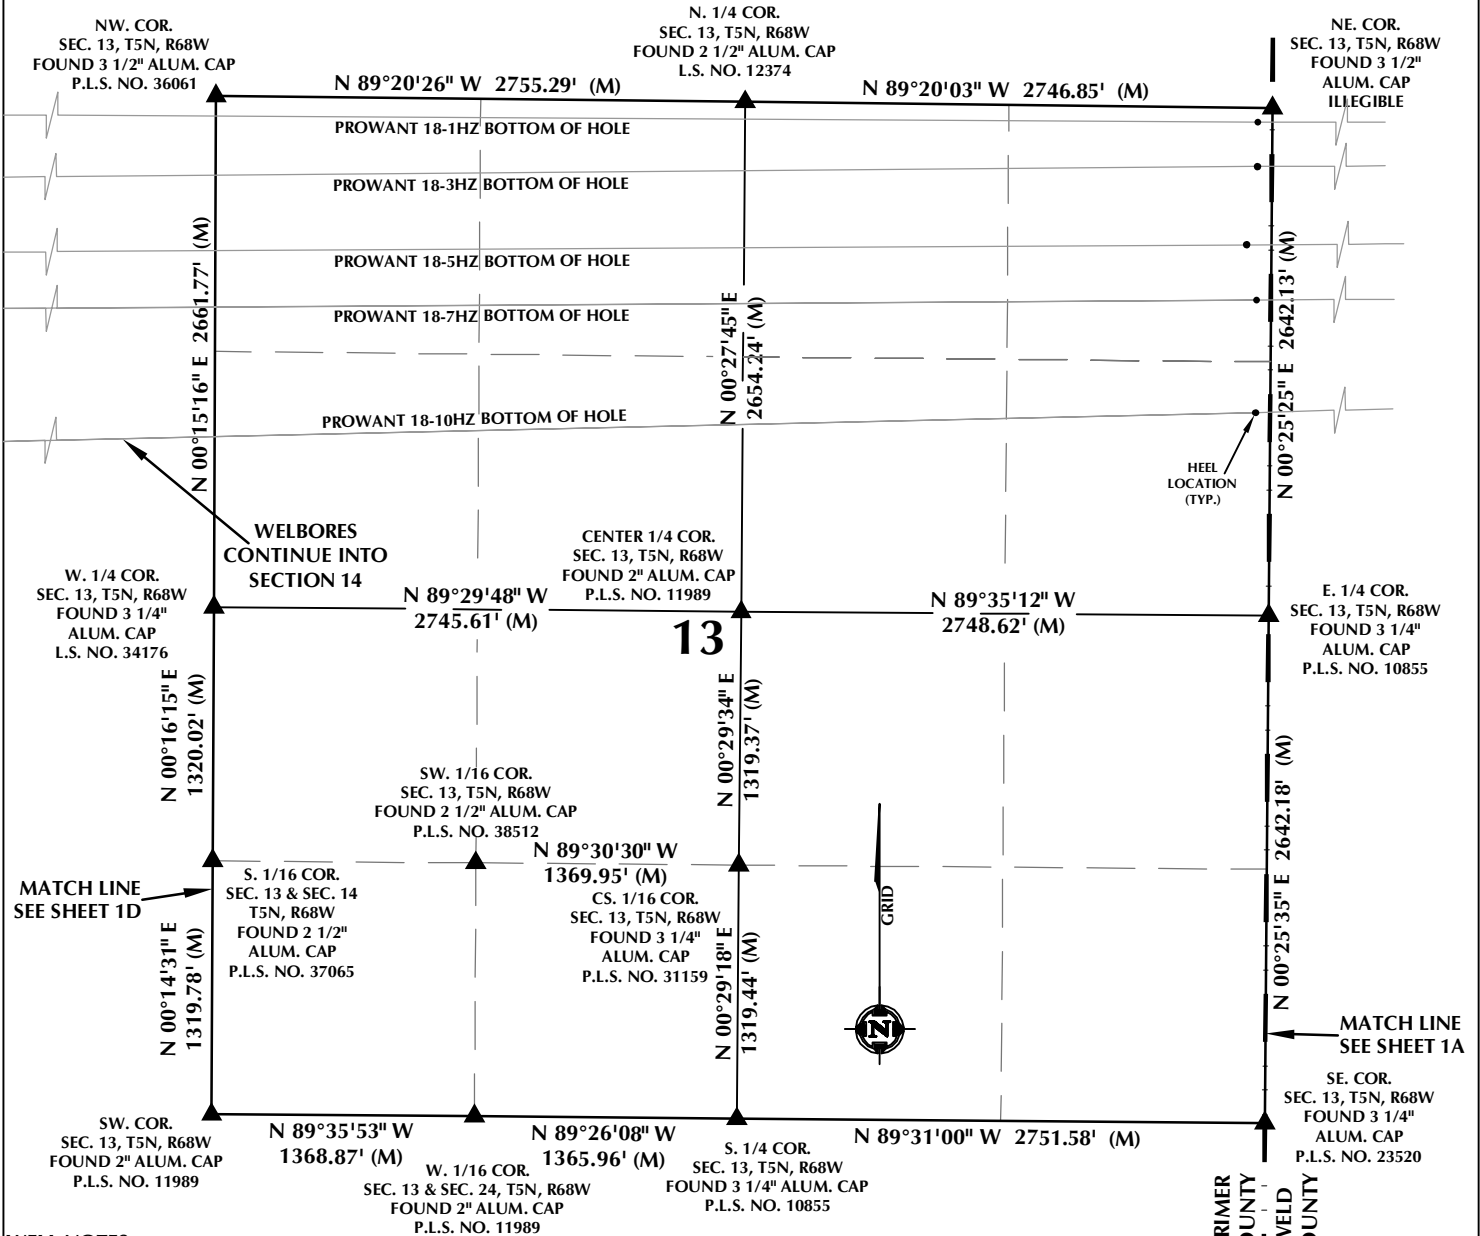 NW. COR.
SEC. 13, T5N, R68W
FOUND 3 1/2" ALUM. CAP
P.L.S. NO. 36061
N. 1/4 COR.
SEC. 13, T5N, R68W
FOUND 2 1/2" ALUM. CAP
L.S. NO. 12374
NE. COR.
SEC. 13, T5N, R68W
FOUND 3 1/2"
ALUM. CAP
ILLEGIBLE
N 89°20'26" W 2755.29' (M)
N 89°20'03" W 2746.85' (M)
PROWANT 18-1HZ BOTTOM OF HOLE
PROWANT 18-3HZ BOTTOM OF HOLE
PROWANT 18-5HZ BOTTOM OF HOLE
PROWANT 18-7HZ BOTTOM OF HOLE
PROWANT 18-10HZ BOTTOM OF HOLE
N 00°15'16" E 2661.77' (M)
N 00°27'45" E
2654.24' (M)
N 00°25'25" E 2642.13' (M)
HEEL
LOCATION
(TYP.)
WELBORES
CONTINUE INTO
SECTION 14
CENTER 1/4 COR.
SEC. 13, T5N, R68W
FOUND 2" ALUM. CAP
P.L.S. NO. 11989
W. 1/4 COR.
SEC. 13, T5N, R68W
FOUND 3 1/4"
ALUM. CAP
L.S. NO. 34176
N 89°29'48" W
2745.61' (M)
13
N 89°35'12" W
2748.62' (M)
E. 1/4 COR.
SEC. 13, T5N, R68W
FOUND 3 1/4"
ALUM. CAP
P.L.S. NO. 10855
N 00°16'15" E
1320.02' (M)
N 00°29'34" E
1319.37' (M)
N 00°25'35" E 2642.18' (M)
SW. 1/16 COR.
SEC. 13, T5N, R68W
FOUND 2 1/2" ALUM. CAP
P.L.S. NO. 38512
N 89°30'30" W
1369.95' (M)
MATCH LINE
SEE SHEET 1D
S. 1/16 COR.
SEC. 13 & SEC. 14
T5N, R68W
FOUND 2 1/2"
ALUM. CAP
P.L.S. NO. 37065
CS. 1/16 COR.
SEC. 13, T5N, R68W
FOUND 3 1/4"
ALUM. CAP
P.L.S. NO. 31159
GRID
N
N 00°14'31" E
1319.78' (M)
N 00°29'18" E
1319.44' (M)
MATCH LINE
SEE SHEET 1A
SW. COR.
SEC. 13, T5N, R68W
FOUND 2" ALUM. CAP
P.L.S. NO. 11989
N 89°35'53" W
1368.87' (M)
N 89°26'08" W
1365.96' (M)
W. 1/16 COR.
SEC. 13 & SEC. 24, T5N, R68W
FOUND 2" ALUM. CAP
P.L.S. NO. 11989
S. 1/4 COR.
SEC. 13, T5N, R68W
FOUND 3 1/4" ALUM. CAP
P.L.S. NO. 10855
N 89°31'00" W 2751.58' (M)
SE. COR.
SEC. 13, T5N, R68W
FOUND 3 1/4"
ALUM. CAP
P.L.S. NO. 23520
RIMER
OUNTY
WELD
OUNTY